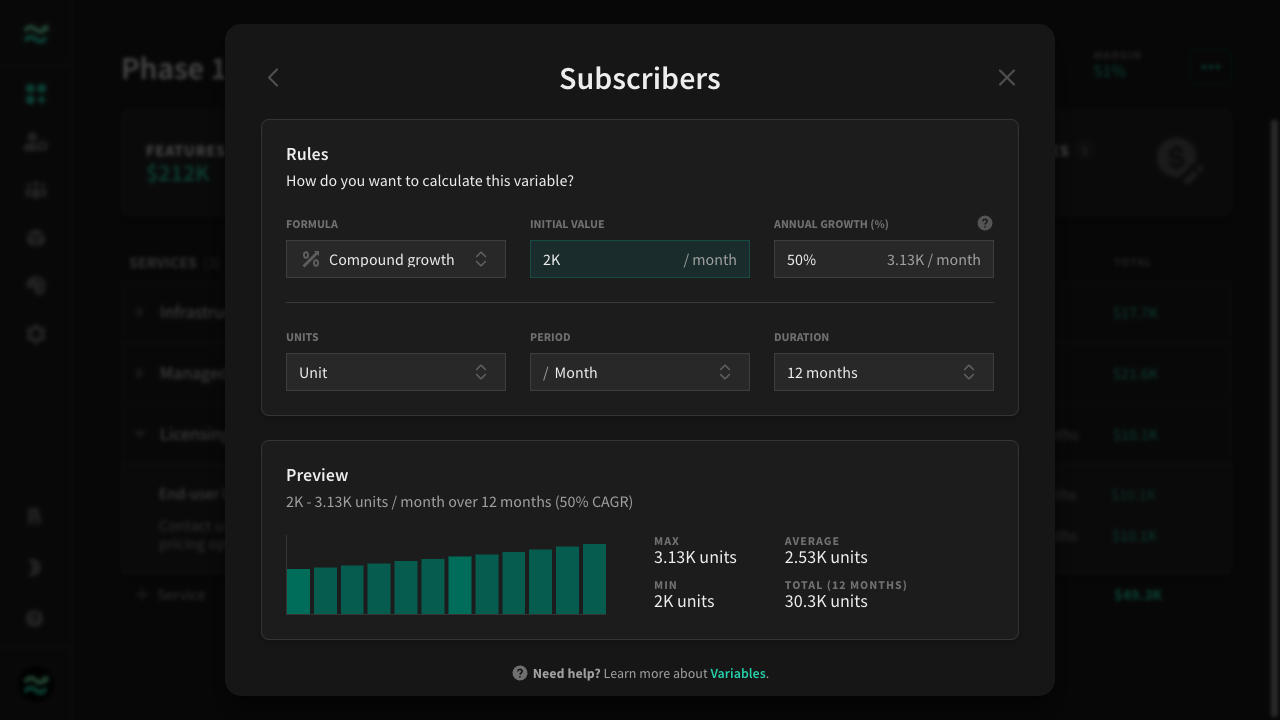 Phase 1
MARGIN
51%
FEATURES
$212K
SERVICES
TOTAL
Infrastru
$17.7K
Manage
$21.6K
Licensing
$10.1K
End-user
$10.1K
Contact u
pricing op
$10.1K
+ Service
$49.3K
Subscribers
Rules
How do you want to calculate this variable?
FORMULA
INITIAL VALUE
ANNUAL GROWTH (%)
?
Compound growth
2K / month
50% 3.13K / month
UNITS
PERIOD
DURATION
Unit
/ Month
12 months
Preview
2K - 3.13K units / month over 12 months (50% CAGR)
MAX
3.13K units
AVERAGE
2.53K units
MIN
2K units
TOTAL (12 MONTHS)
30.3K units
? Need help? Learn more about Variables.